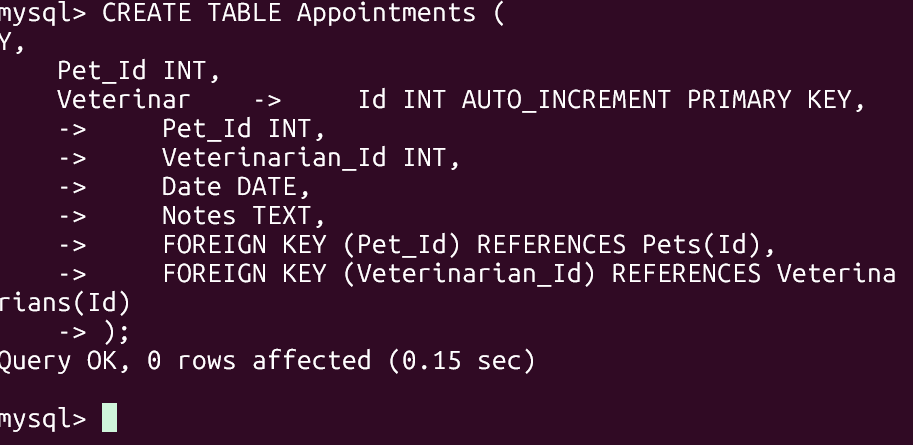 mysql> CREATE TABLE Appointments (
Y,
    Pet_Id INT,
    Veterinar    ->     Id INT AUTO_INCREMENT PRIMARY KEY,
    ->     Pet_Id INT,
    ->     Veterinarian_Id INT,
    ->     Date DATE,
    ->     Notes TEXT,
    ->     FOREIGN KEY (Pet_Id) REFERENCES Pets(Id),
    ->     FOREIGN KEY (Veterinarian_Id) REFERENCES Veterina
rians(Id)
    -> );
Query OK, 0 rows affected (0.15 sec)
mysql>